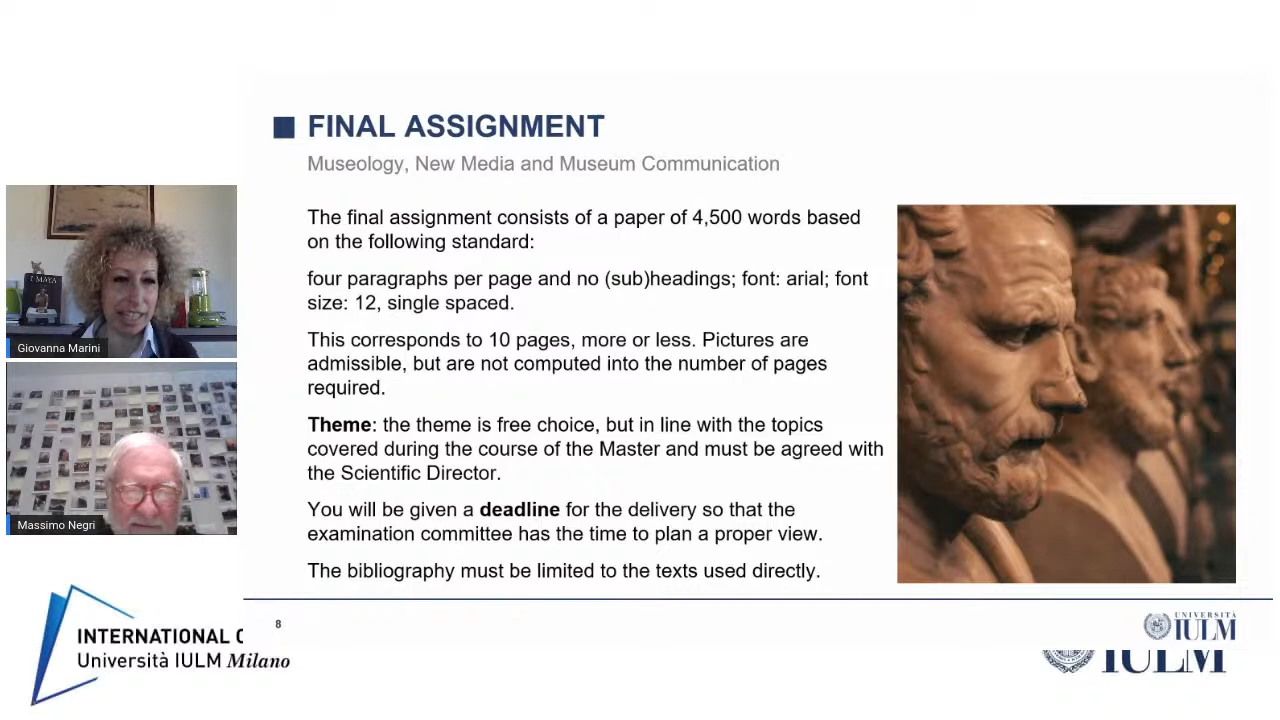 FINAL ASSIGNMENT
Museology, New Media and Museum Communication
The final assignment consists of a paper of 4,500 words based
on the following standard:
four paragraphs per page and no (sub)headings; font: arial; font
size: 12, single spaced.
This corresponds to 10 pages, more or less. Pictures are
admissible, but are not computed into the number of pages
required.
Theme: the theme is free choice, but in line with the topics
covered during the course of the Master and must be agreed with
the Scientific Director.
You will be given a deadline for the delivery so that the
examination committee has the time to plan a proper view.
The bibliography must be limited to the texts used directly.
I MAYA
Giovanna Marini
Massimo Negri
INTERNATIONAL C
Università IULM Milano
8
UNIVERSITÀ
IULM
IULM